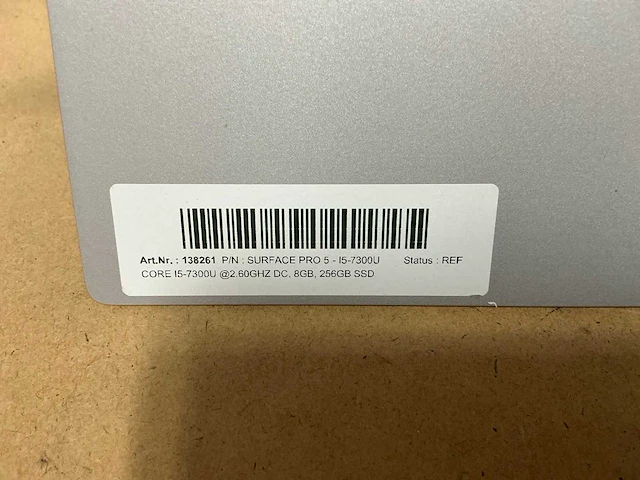 Art.Nr. : 138261 P/N : SURFACE PRO 5 - I5-7300U Status : REF
CORE I5-7300U @2.60GHZ DC, 8GB, 256GB SSD